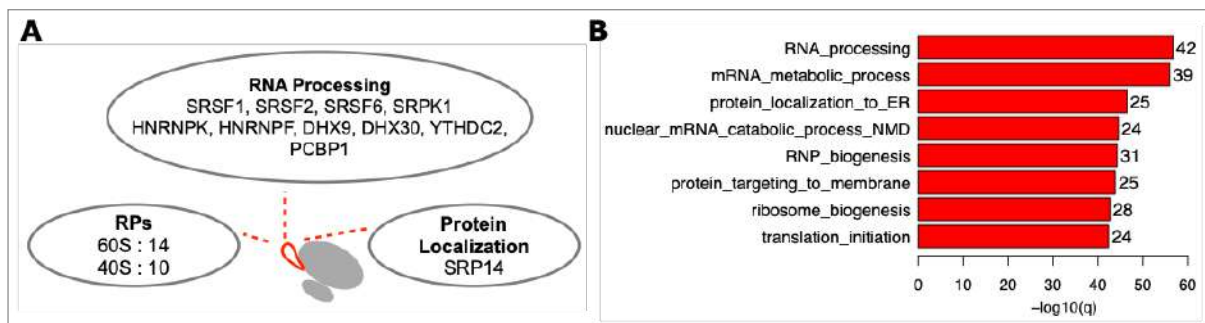 A
RNA Processing
SRSF1, SRSF2, SRSF6, SRPK1
HNRNPK, HNRNPF, DHX9, DHX30, YTHDC2,
PCBP1
RPs
60S : 14
40S : 10
Protein
Localization
SRP14
B
RNA_processing 42
mRNA_metabolic_process 39
protein_localization_to_ER 25
nuclear_mRNA_catabolic_process_NMD 24
RNP_biogenesis 31
protein_targeting_to_membrane 25
ribosome_biogenesis 28
translation_initiation 24
0 10 20 30 40 50 60
−log10(q)